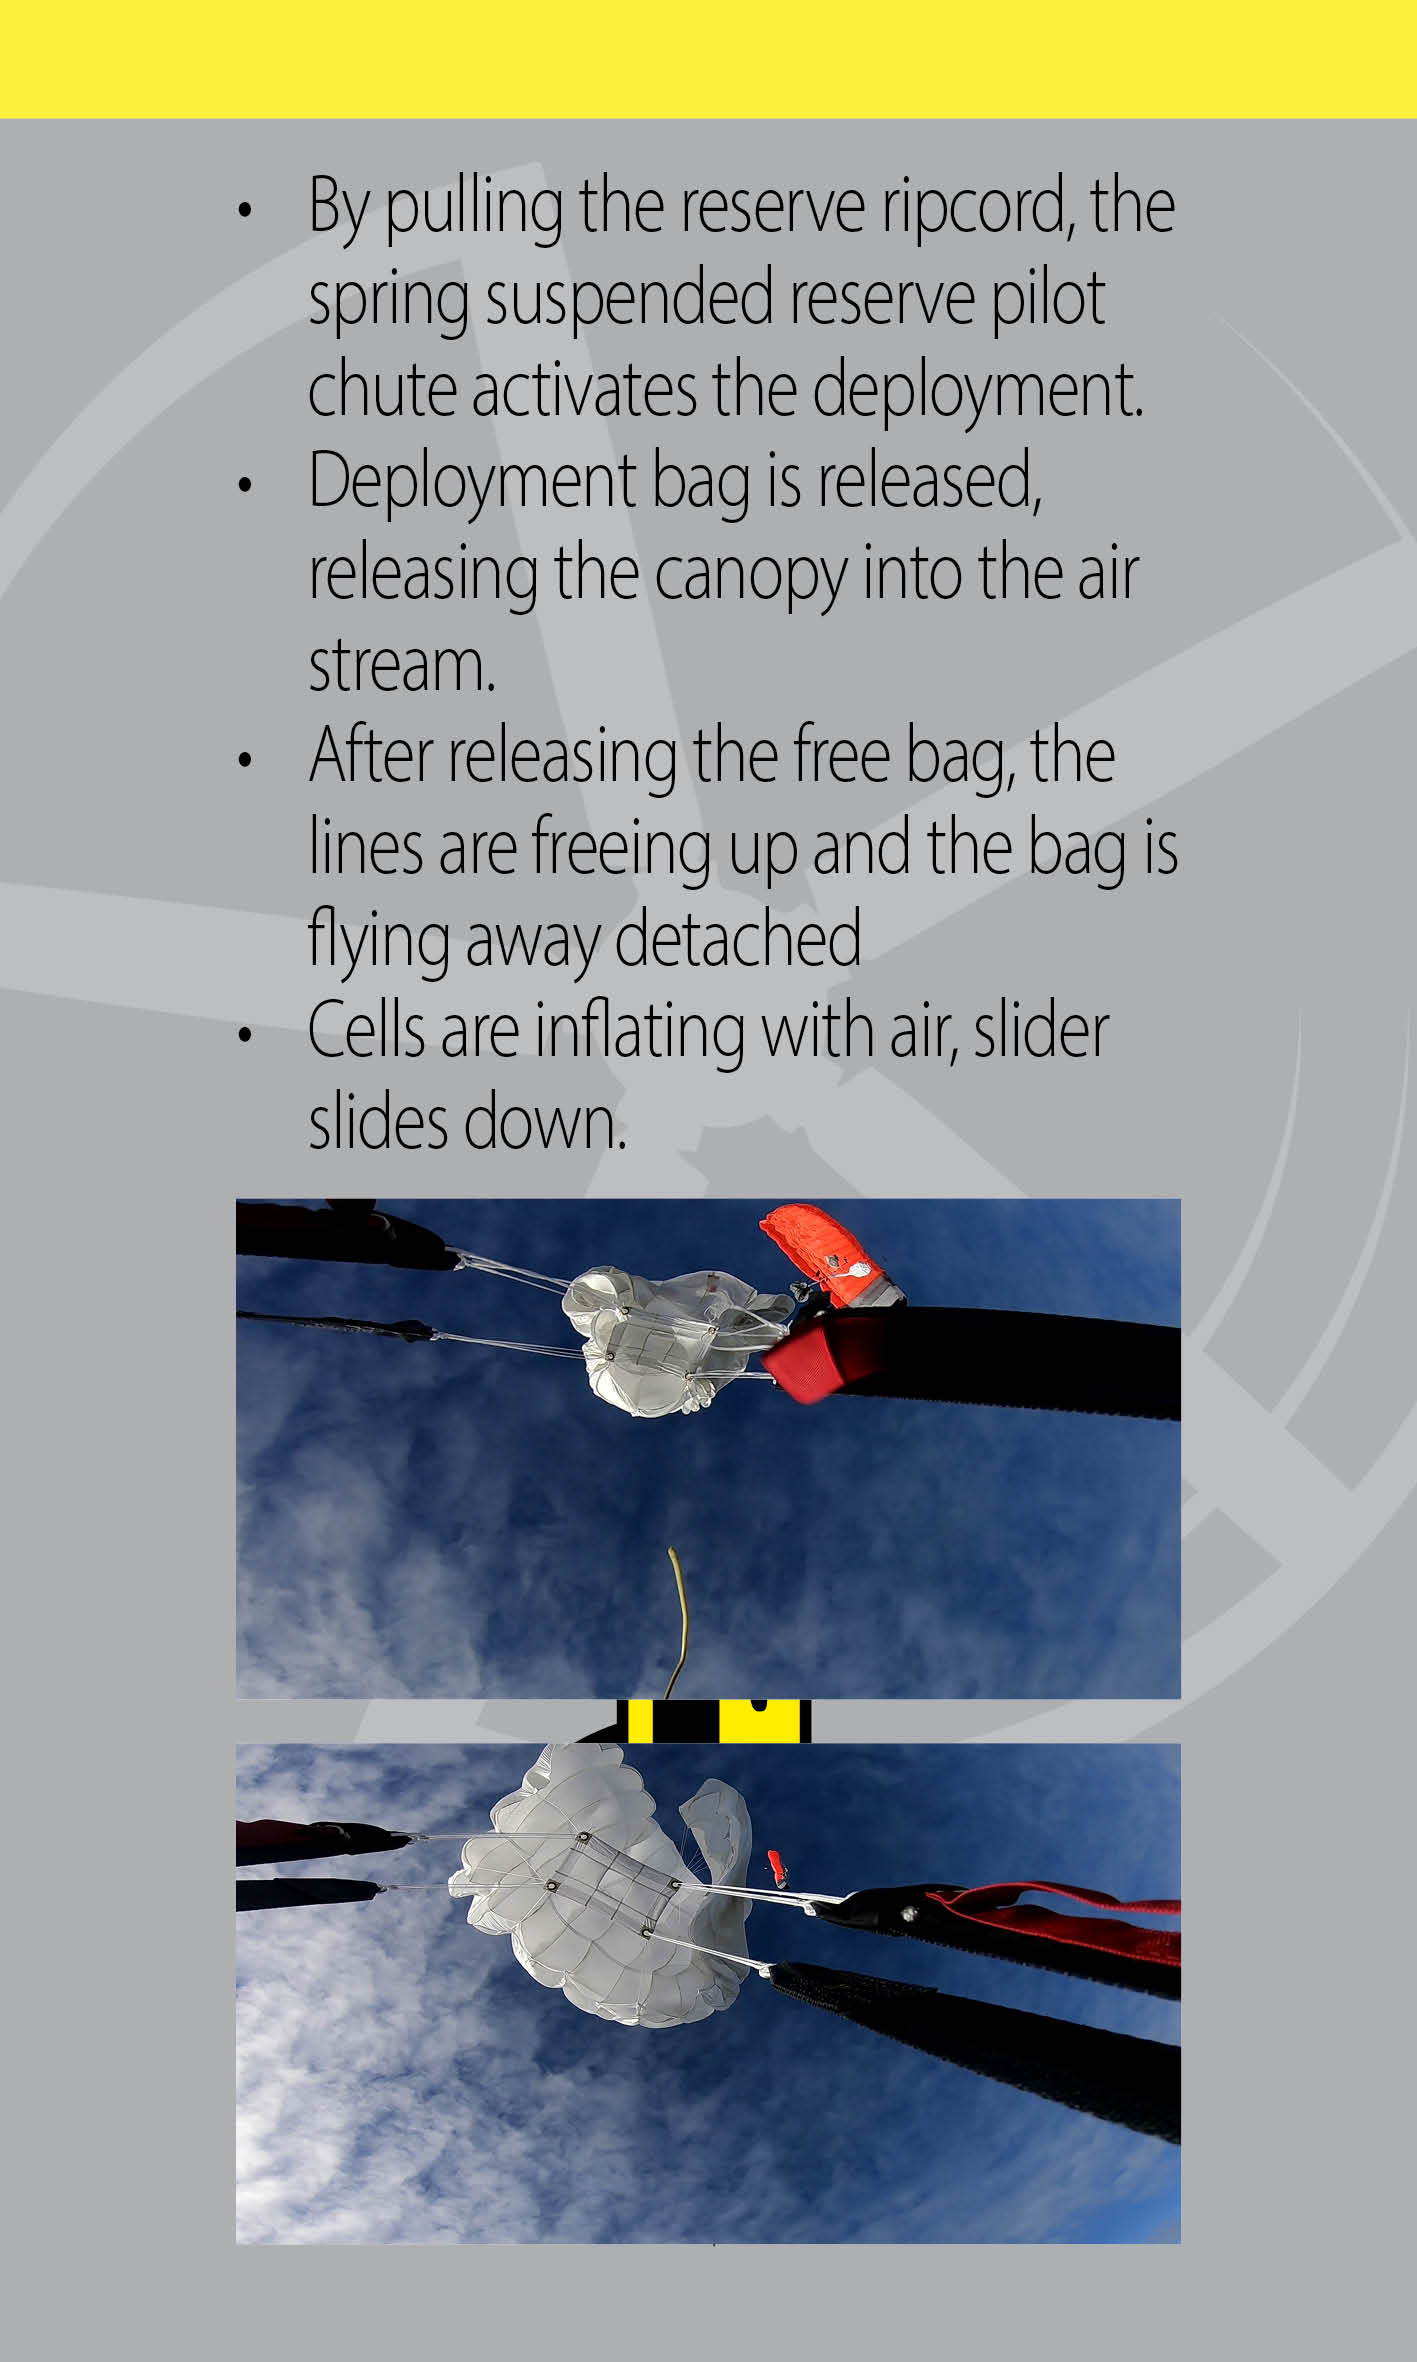 • By pulling the reserve ripcord, the
spring suspended reserve pilot
chute activates the deployment.
• Deployment bag is released,
releasing the canopy into the air
stream.
• After releasing the free bag, the
lines are freeing up and the bag is
flying away detached
• Cells are inflating with air, slider
slides down.